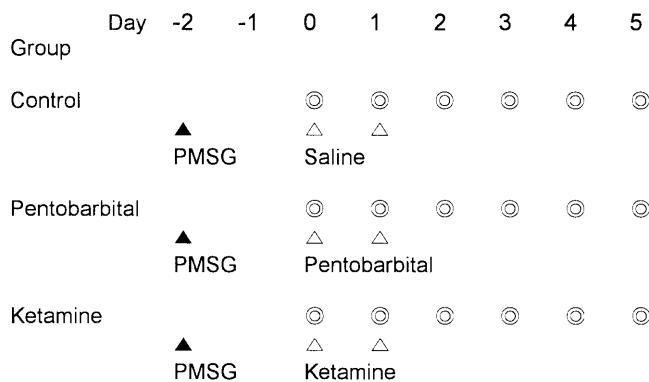 Day -2 -1 0 1 2 3 4 5
Group
Control
PMSG Saline
Pentobarbital
PMSG Pentobarbital
Ketamine
PMSG Ketamine